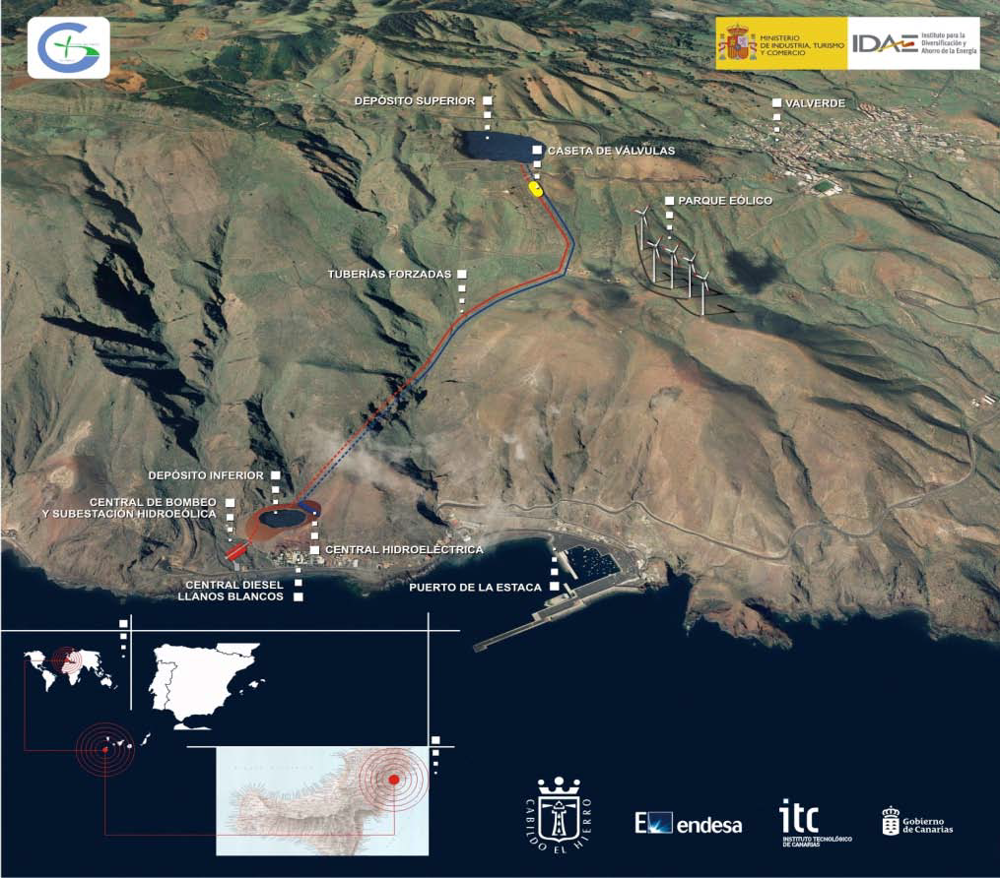 MINISTERIO
DE INDUSTRIA, TURISMO
Y COMERCIO
IDAE
Instituto para la
Diversificación y
Ahorro de la Energía
DEPÓSITO SUPERIOR
VALVERDE
CASETA DE VÁLVULAS
PARQUE EÓLICO
TUBERÍAS FORZADAS
DEPÓSITO INFERIOR
CENTRAL DE BOMBEO
Y SUBESTACIÓN HIDROEÓLICA
CENTRAL HIDROELÉCTRICA
CENTRAL DIESEL
LLANOS BLANCOS
PUERTO DE LA ESTACA
CABILDO EL HIERRO
E endesa
itc
INSTITUTO TECNOLÓGICO
DE CANARIAS
Gobierno
de Canarias